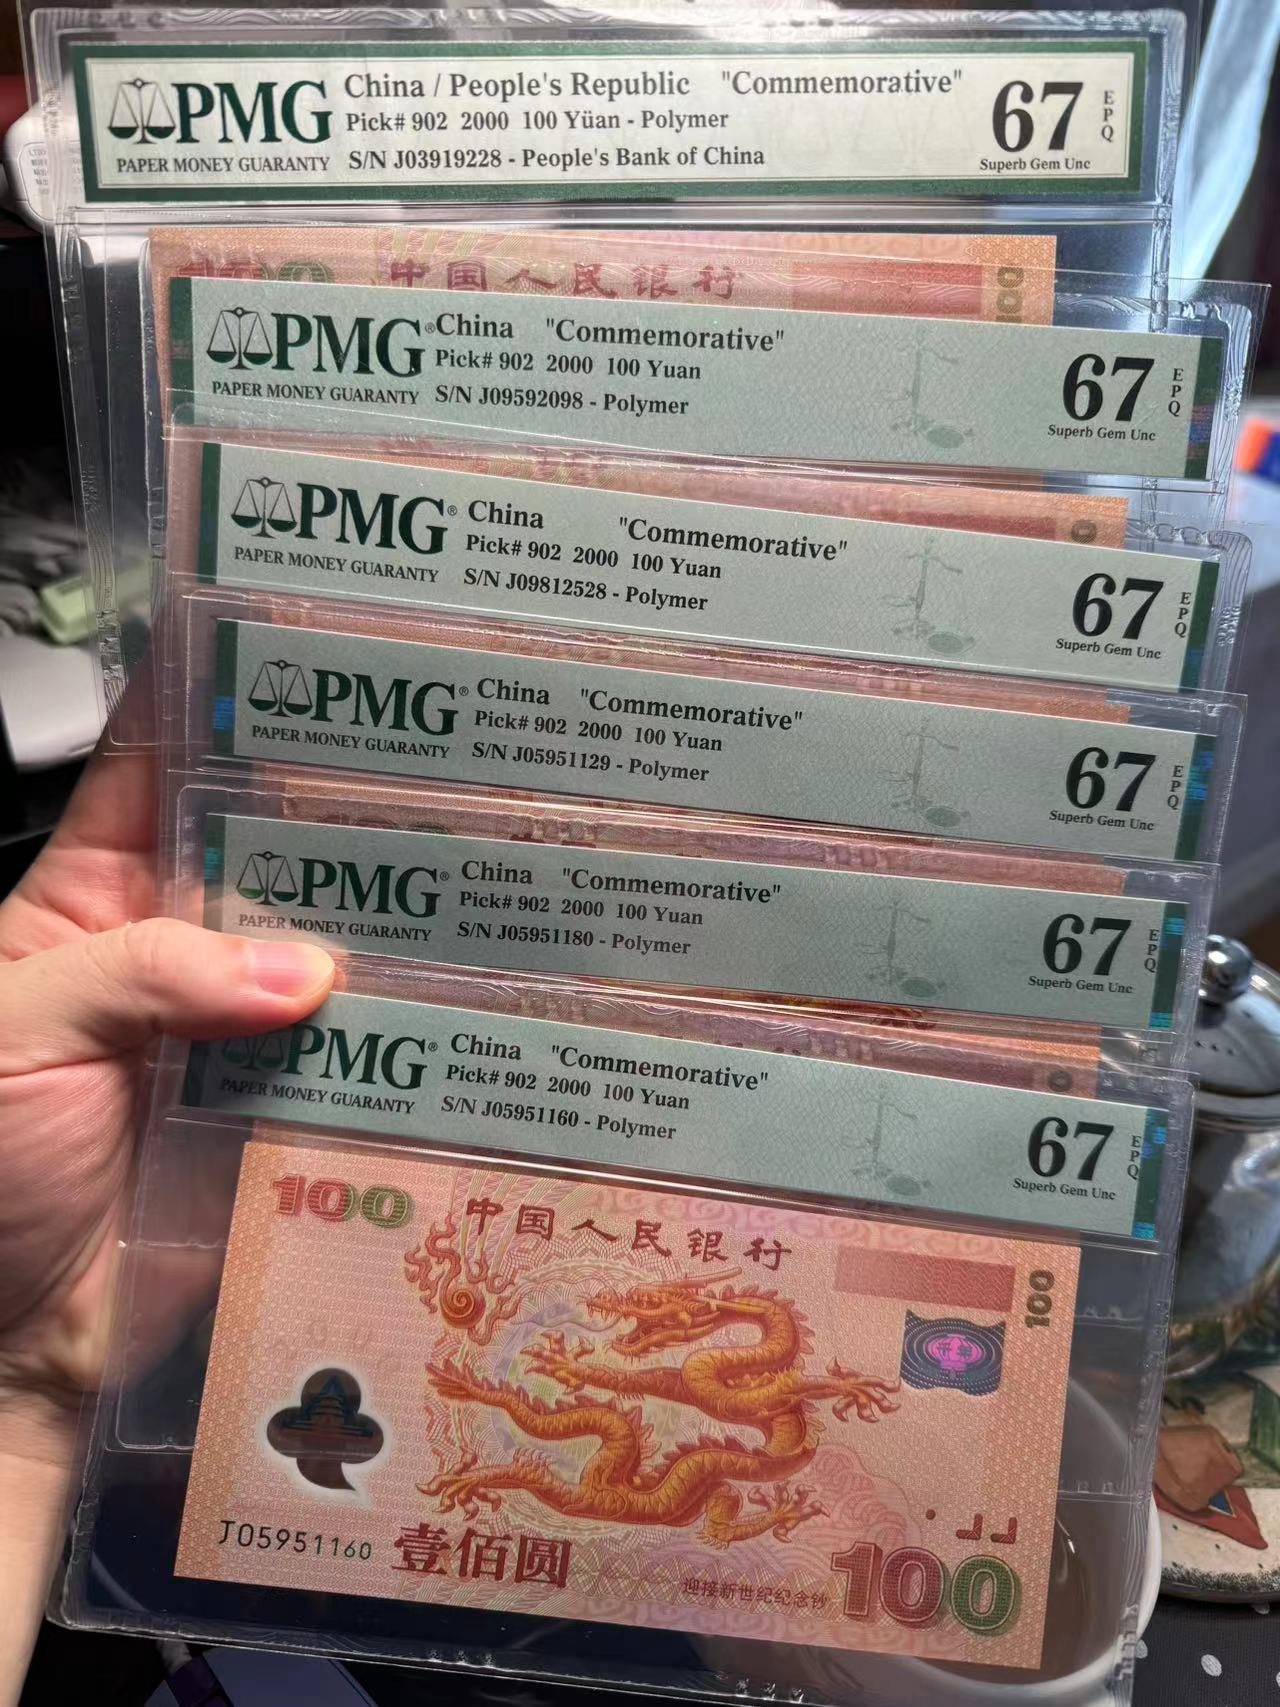 PMG
PAPER MONEY GUARANTY
China / People's Republic "Commemorative"
Pick# 902 2000 100 Yüan - Polymer
S/N J03919228 - People's Bank of China
67
EPQ
Superb Gem Unc
100
中国人民银行
100
PMG®
PAPER MONEY GUARANTY
China "Commemorative"
Pick# 902 2000 100 Yuan
S/N J09592098 - Polymer
67
EPQ
Superb Gem Unc
PMG®
PAPER MONEY GUARANTY
China "Commemorative"
Pick# 902 2000 100 Yuan
S/N J09812528 - Polymer
67
EPQ
Superb Gem Unc
PMG®
PAPER MONEY GUARANTY
China "Commemorative"
Pick# 902 2000 100 Yuan
S/N J05951129 - Polymer
67
EPQ
Superb Gem Unc
PMG®
PAPER MONEY GUARANTY
China "Commemorative"
Pick# 902 2000 100 Yuan
S/N J05951180 - Polymer
67
EPQ
Superb Gem Unc
PMG®
PAPER MONEY GUARANTY
China "Commemorative"
Pick# 902 2000 100 Yuan
S/N J05951160 - Polymer
67
EPQ
Superb Gem Unc
100
中国人民银行
100
J05951160
壹佰圆
迎接新世纪纪念钞
100